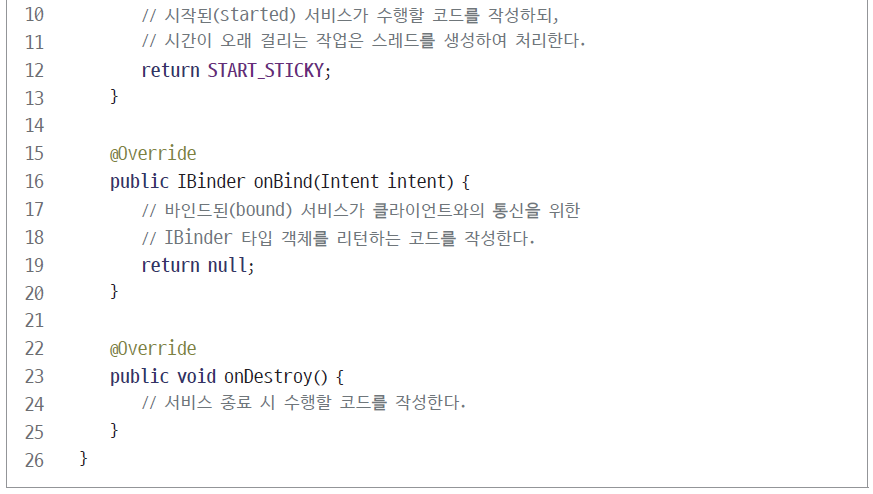 10 // 시작된(started) 서비스가 수행할 코드를 작성하되,
11 // 시간이 오래 걸리는 작업은 스레드를 생성하여 처리한다.
12 return START_STICKY;
13 }
14
15 @Override
16 public IBinder onBind(Intent intent) {
17 // 바인드된(bound) 서비스가 클라이언트와의 통신을 위한
18 // IBinder 타입 객체를 리턴하는 코드를 작성한다.
19 return null;
20 }
21
22 @Override
23 public void onDestroy() {
24 // 서비스 종료 시 수행할 코드를 작성한다.
25 }
26 }